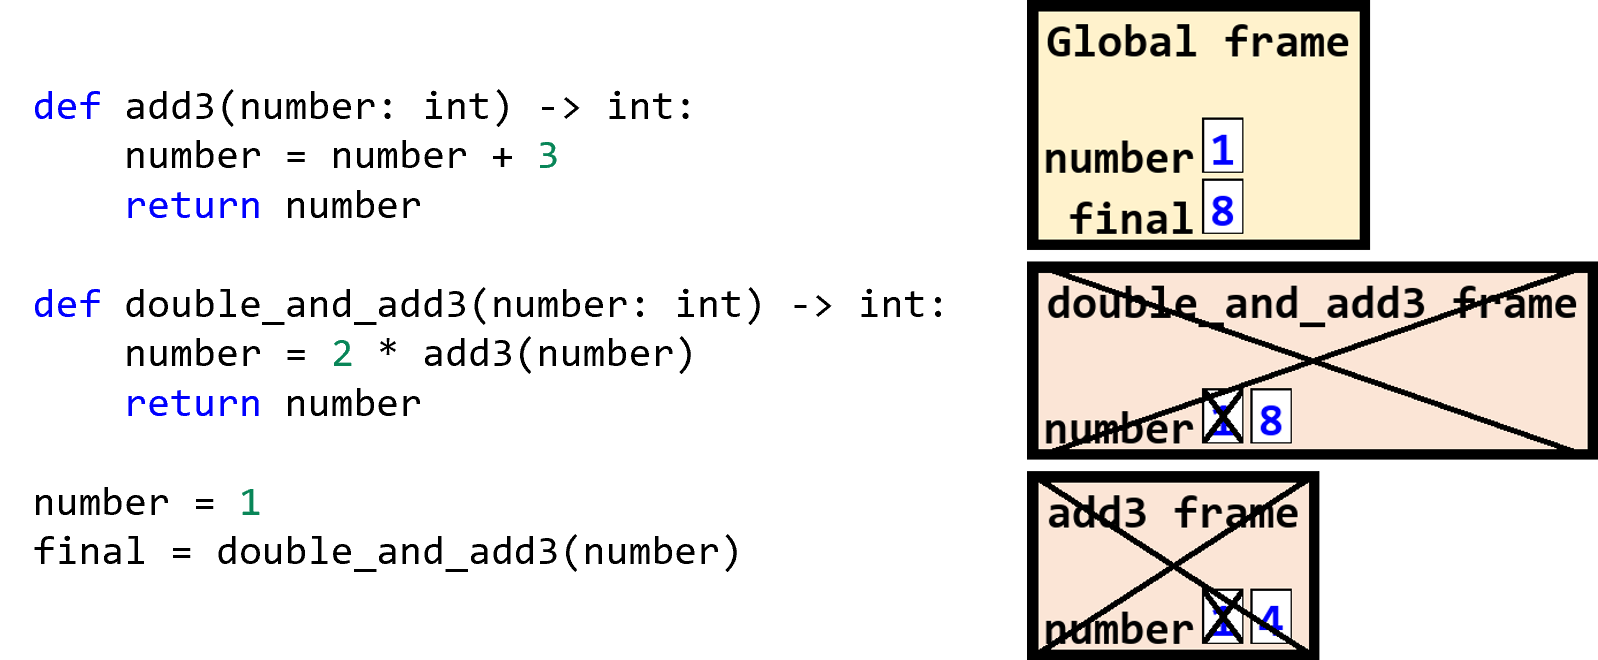 def add3(number: int) -> int:
    number = number + 3
    return number
def double_and_add3(number: int) -> int:
    number = 2 * add3(number)
    return number
number = 1
final = double_and_add3(number)
Global frame
number 1
final 8
double_and_add3 frame
number 1 8
add3 frame
number 1 4